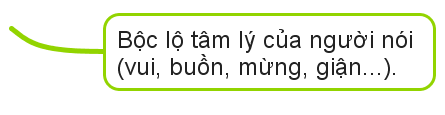 Bộc lộ tâm lý của người nói
(vui, buồn, mừng, giận...).